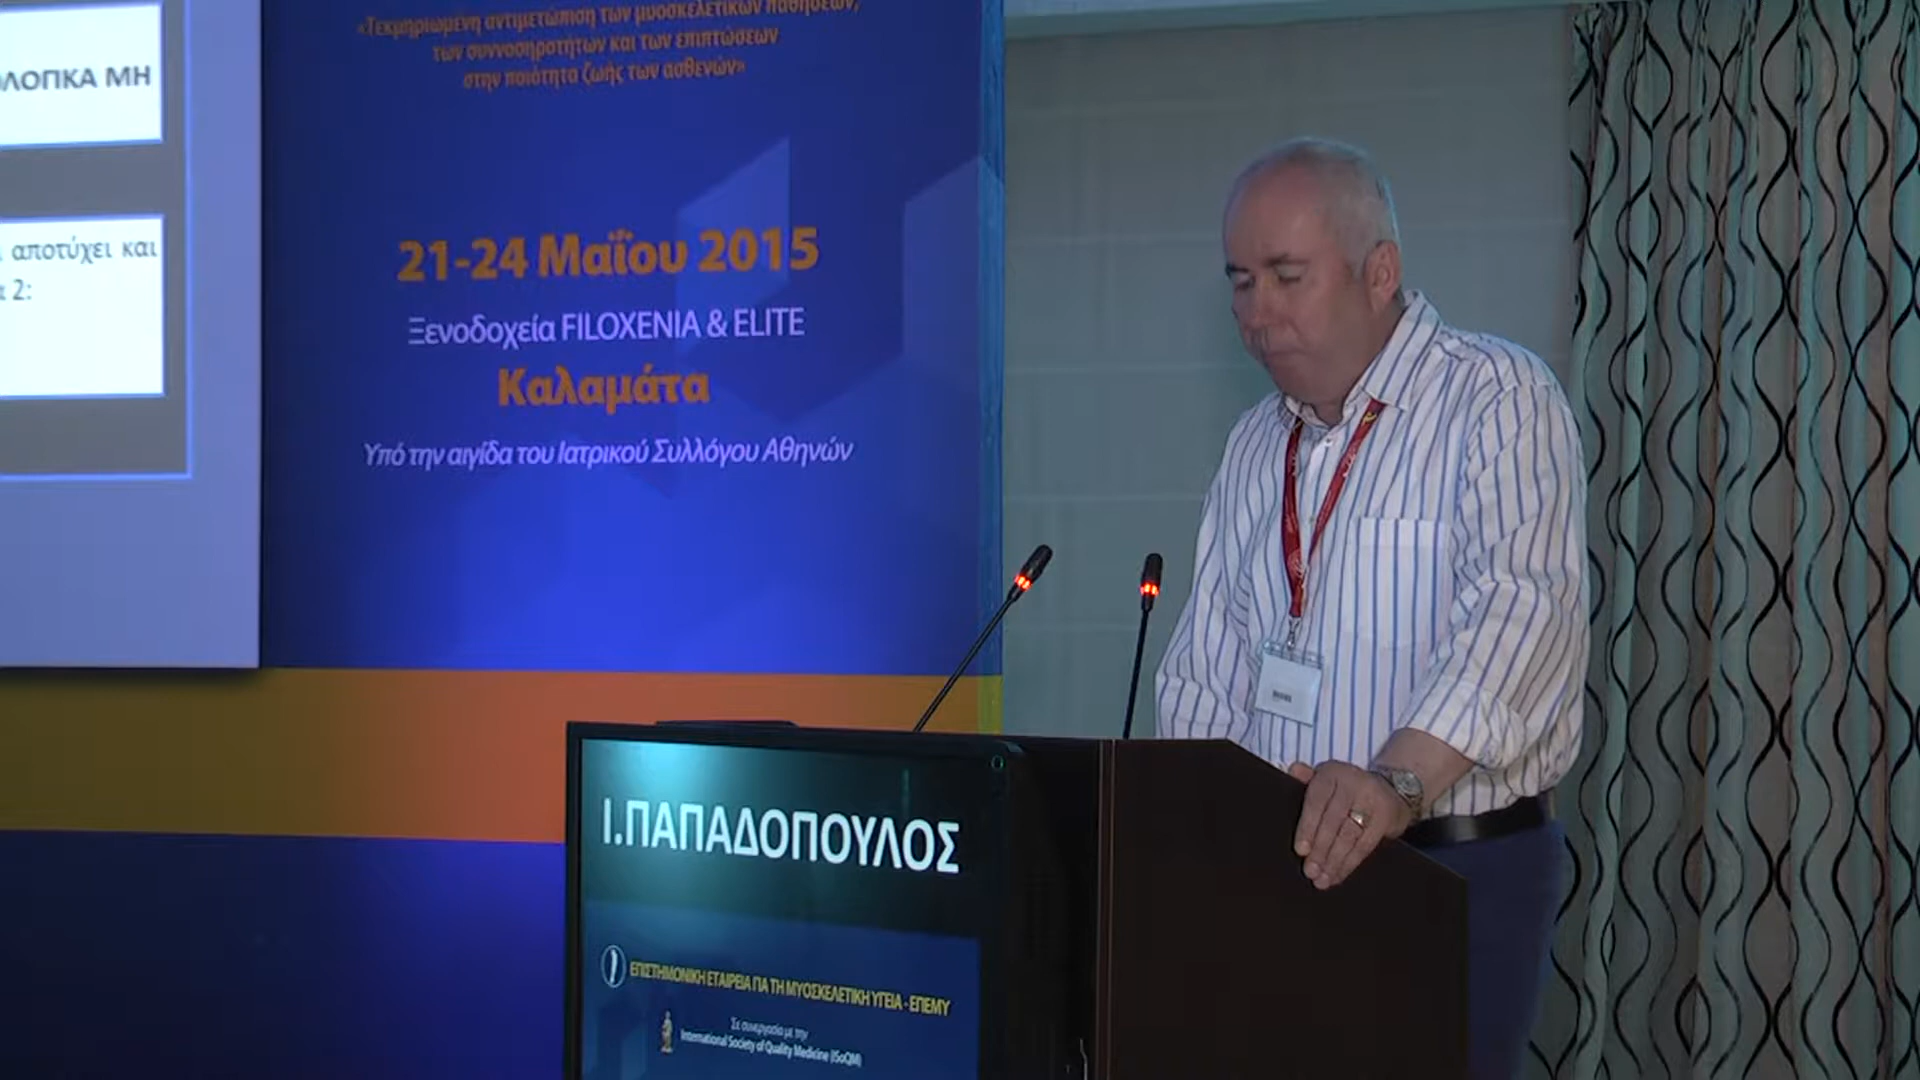 ΛΟΓΙΚΑ ΜΗ
αποτύχει και
2:
«Τεκμηριωμένη αντιμετώπιση των μυοσκελετικών παθήσεων,
των συννοσηροτήτων και των επιπτώσεων
στην ποιότητα ζωής των ασθενών»
21-24 Μαΐου 2015
Ξενοδοχεία FILOXENIA & ELITE
Καλαμάτα
Υπό την αιγίδα του Ιατρικού Συλλόγου Αθηνών
Ι.ΠΑΠΑΔΟΠΟΥΛΟΣ
ΕΠΙΣΤΗΜΟΝΙΚΗ ΕΤΑΙΡΕΙΑ ΓΙΑ ΤΗ ΜΥΟΣΚΕΛΕΤΙΚΗ ΥΓΕΙΑ - ΕΠΕΜΥ
Σε συνεργασία με την
International Society of Quality Medicine (ISoQM)